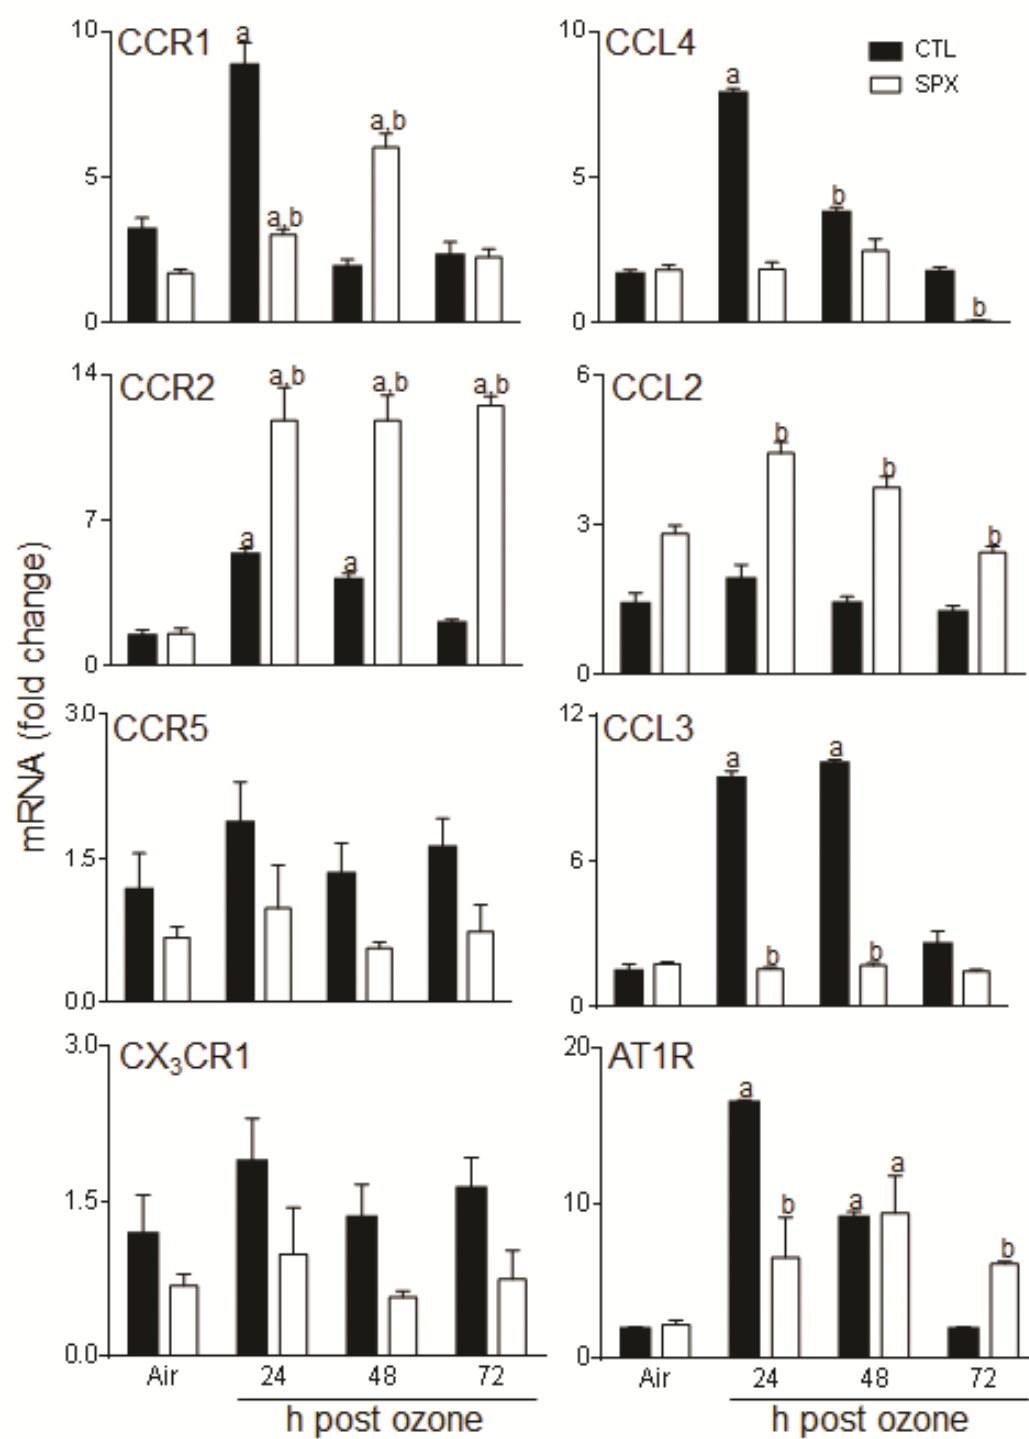 mRNA (fold change)
CCR1
10
5
0
a
a,b
a,b
CCL4
10
5
0
CTL
SPX
a
b
b
CCR2
14
7
0
a
a,b
a
a,b
a,b
CCL2
6
3
0
b
b
b
CCR5
3.0
1.5
0.0
CCL3
12
6
0
a
b
a
b
CX₃CR1
3.0
1.5
0.0
Air 24 48 72
h post ozone
AT1R
20
10
0
a
b
a
a
b
Air 24 48 72
h post ozone